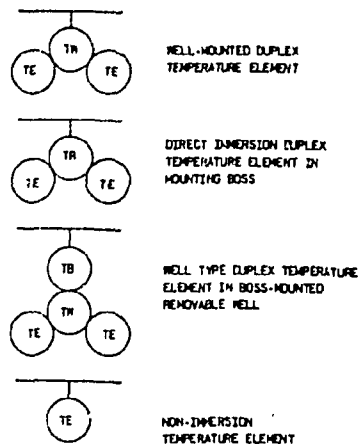 TW
TE TE
WELL-MOUNTED DUPLEX
TEMPERATURE ELEMENT
TB
TE TE
DIRECT IMMERSION DUPLEX
TEMPERATURE ELEMENT IN
MOUNTING BOSS
TB
TW
TE TE
WELL TYPE DUPLEX TEMPERATURE
ELEMENT IN BOSS-MOUNTED
REMOVABLE WELL
TE
NON-IMMERSION
TEMPERATURE ELEMENT